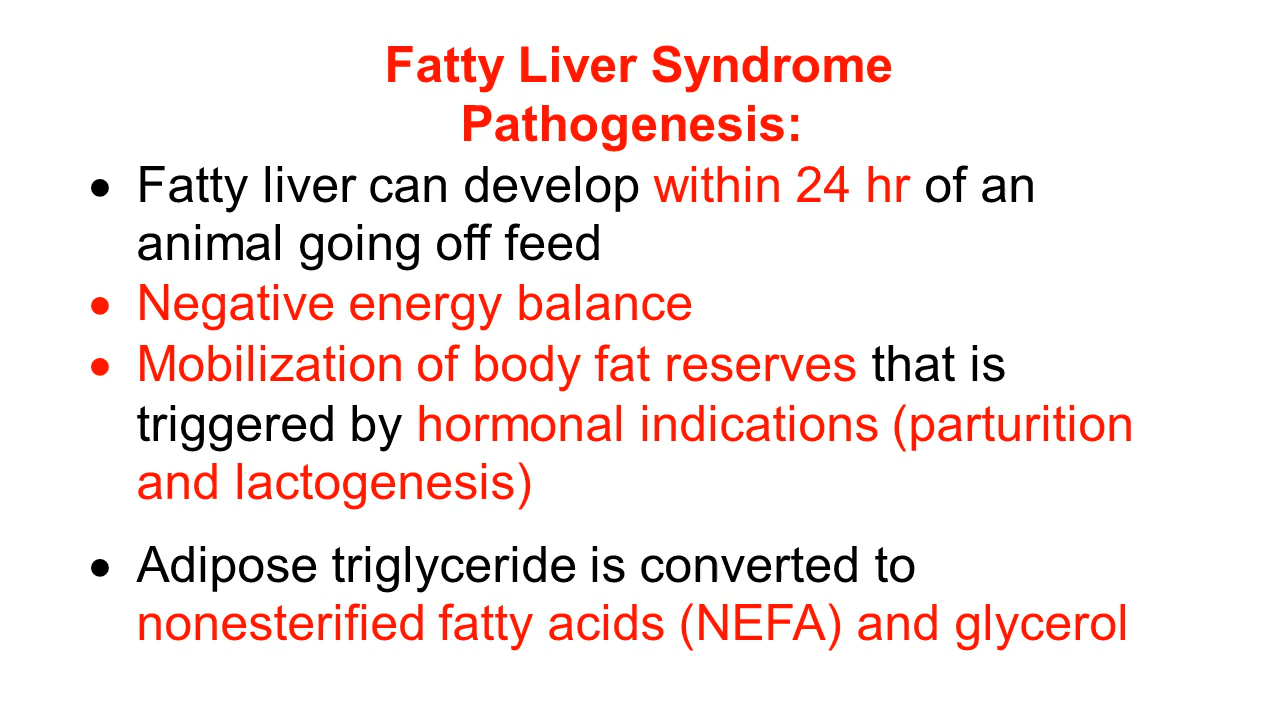 Fatty Liver Syndrome
Pathogenesis:
• Fatty liver can develop within 24 hr of an
animal going off feed
• Negative energy balance
• Mobilization of body fat reserves that is
triggered by hormonal indications (parturition
and lactogenesis)
• Adipose triglyceride is converted to
nonesterified fatty acids (NEFA) and glycerol